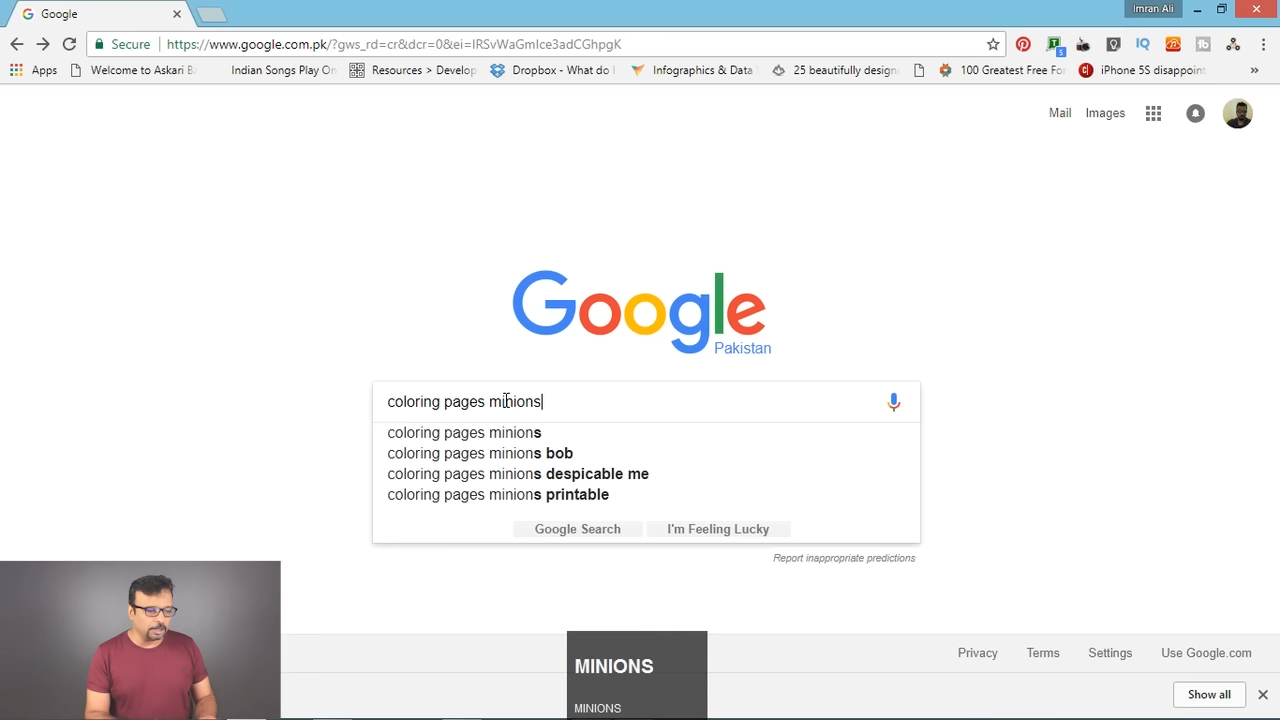 Google
Imran Ali
Secure
https://www.google.com.pk/?gws_rd=cr&dcr=0&ei=IRSvWaGmIce3adCGhpgK
5
IQ
Apps
Welcome to Askari B
Indian Songs Play On
Resources > Develop
Dropbox - What do I
Infographics & Data
25 beautifully design
100 Greatest Free Fo
iPhone 5S disappoint
»
Mail
Images
Google
Pakistan
coloring pages minions
coloring pages minions
coloring pages minions bob
coloring pages minions despicable me
coloring pages minions printable
Google Search
I'm Feeling Lucky
Report inappropriate predictions
MINIONS
MINIONS
Privacy
Terms
Settings
Use Google.com
Show all